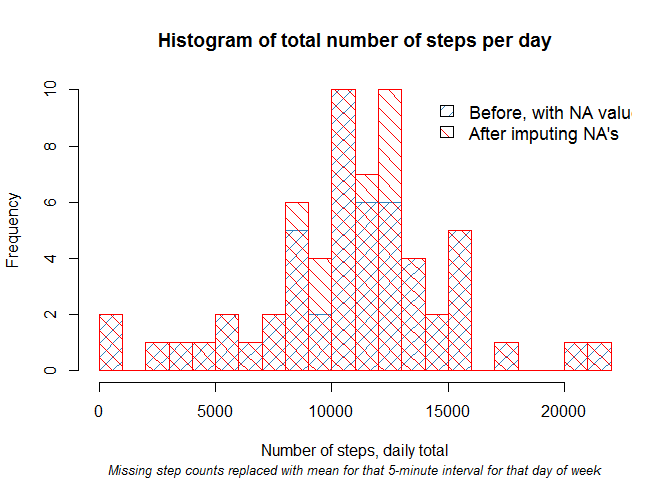 Histogram of total number of steps per day
Before, with NA valu
After imputing NA's
Frequency
10
8
6
4
2
0
0 5000 10000 15000 20000
Number of steps, daily total
Missing step counts replaced with mean for that 5-minute interval for that day of week